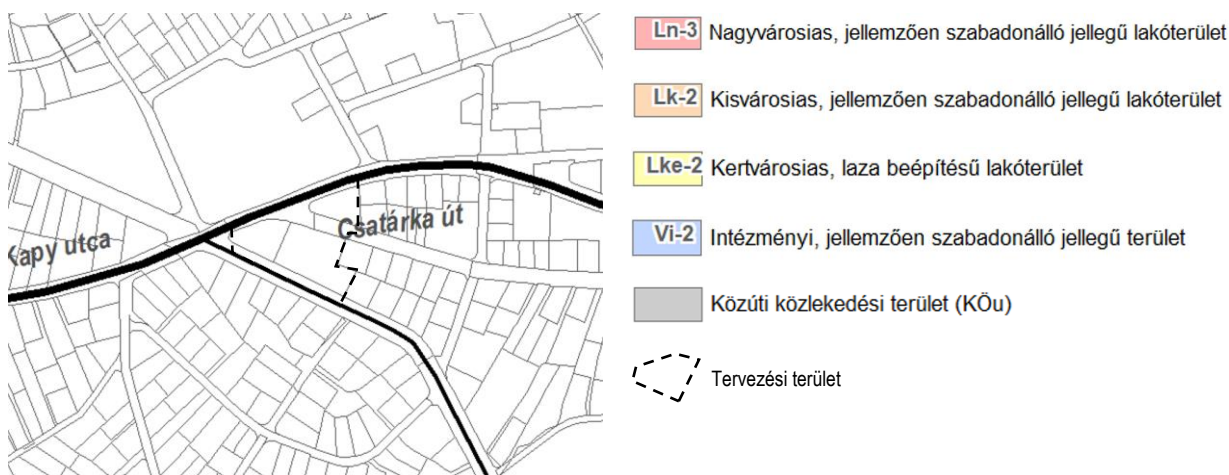 Kapy utca
Csatárka út
Ln-3 Nagyvárosias, jellemzően szabadonálló jellegű lakóterület
Lk-2 Kisvárosias, jellemzően szabadonálló jellegű lakóterület
Lke-2 Kertvárosias, laza beépítésű lakóterület
Vi-2 Intézményi, jellemzően szabadonálló jellegű terület
Közúti közlekedési terület (KÖu)
Tervezési terület